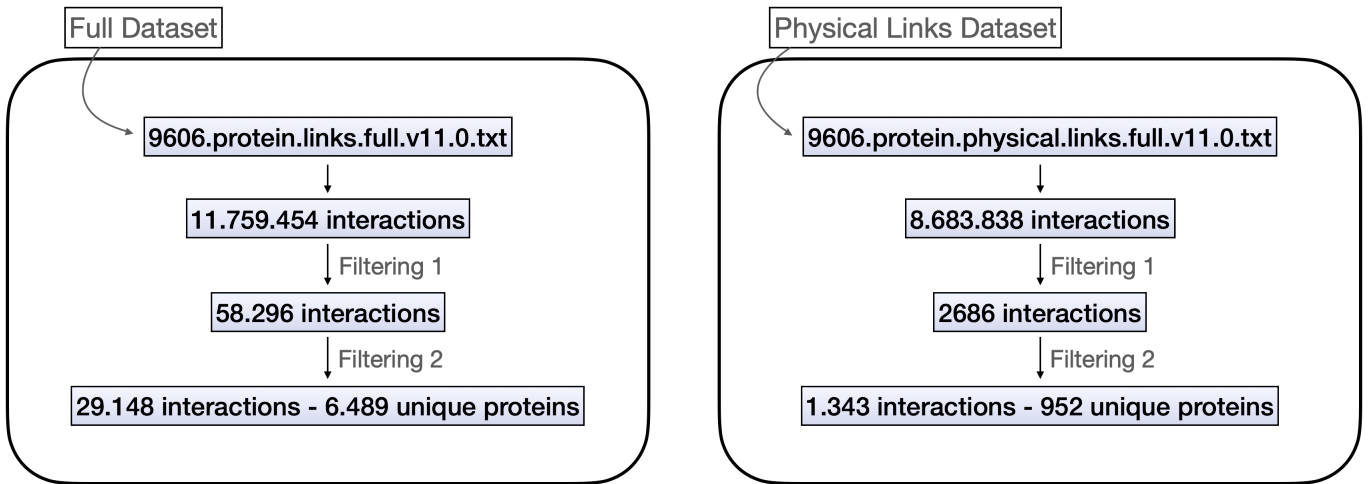 Full Dataset
9606.protein.links.full.v11.0.txt
11.759.454 interactions
Filtering 1
58.296 interactions
Filtering 2
29.148 interactions - 6.489 unique proteins
Physical Links Dataset
9606.protein.physical.links.full.v11.0.txt
8.683.838 interactions
Filtering 1
2686 interactions
Filtering 2
1.343 interactions - 952 unique proteins